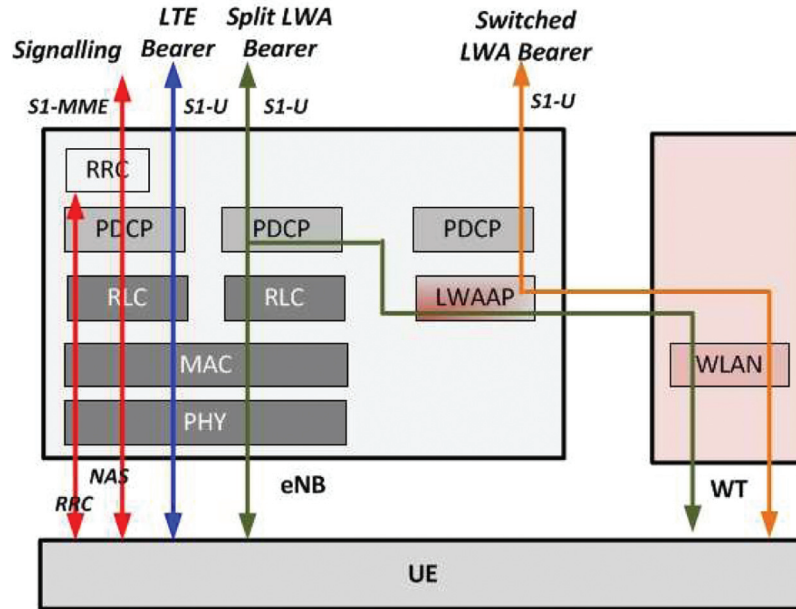 LTE
Bearer
Split LWA
Bearer
Switched
LWA Bearer
Signalling
S1-MME
S1-U
S1-U
S1-U
RRC
PDCP
PDCP
PDCP
RLC
RLC
LWAAP
MAC
WLAN
PHY
NAS
RRC
eNB
WT
UE